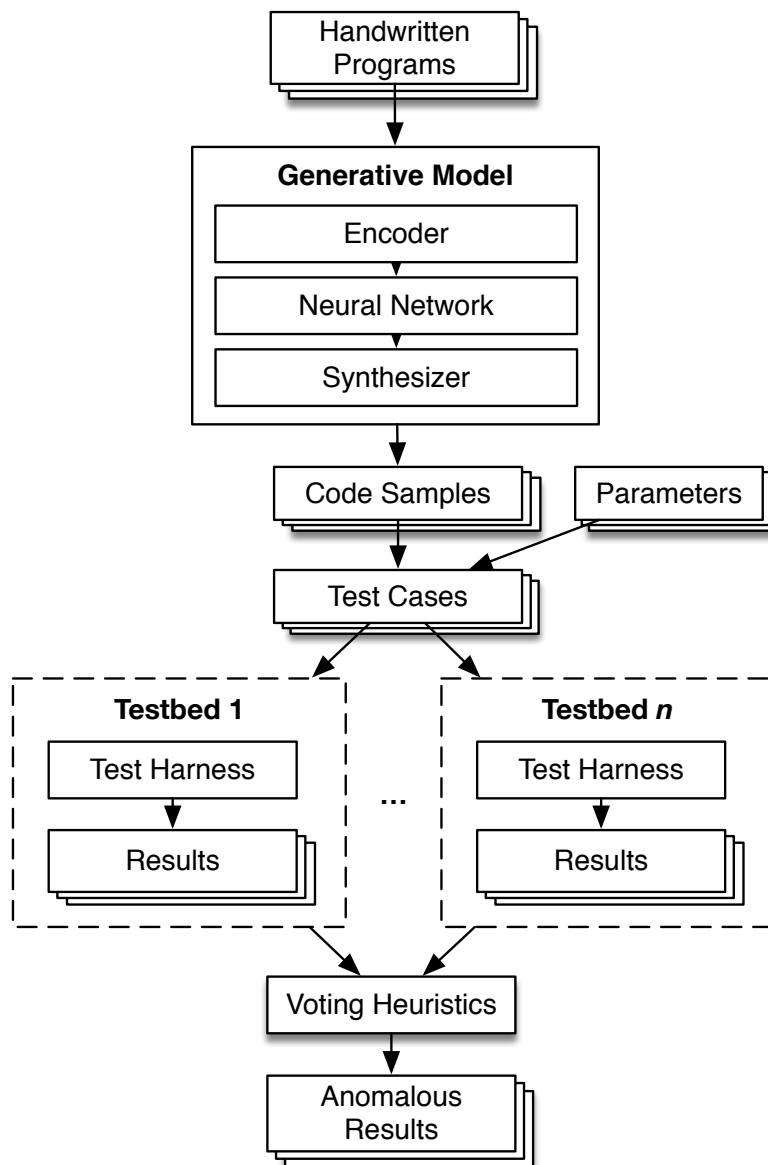 Handwritten
Programs
Generative Model
Encoder
Neural Network
Synthesizer
Code Samples
Parameters
Test Cases
Testbed 1
Test Harness
Results
...
Testbed n
Test Harness
Results
Voting Heuristics
Anomalous
Results